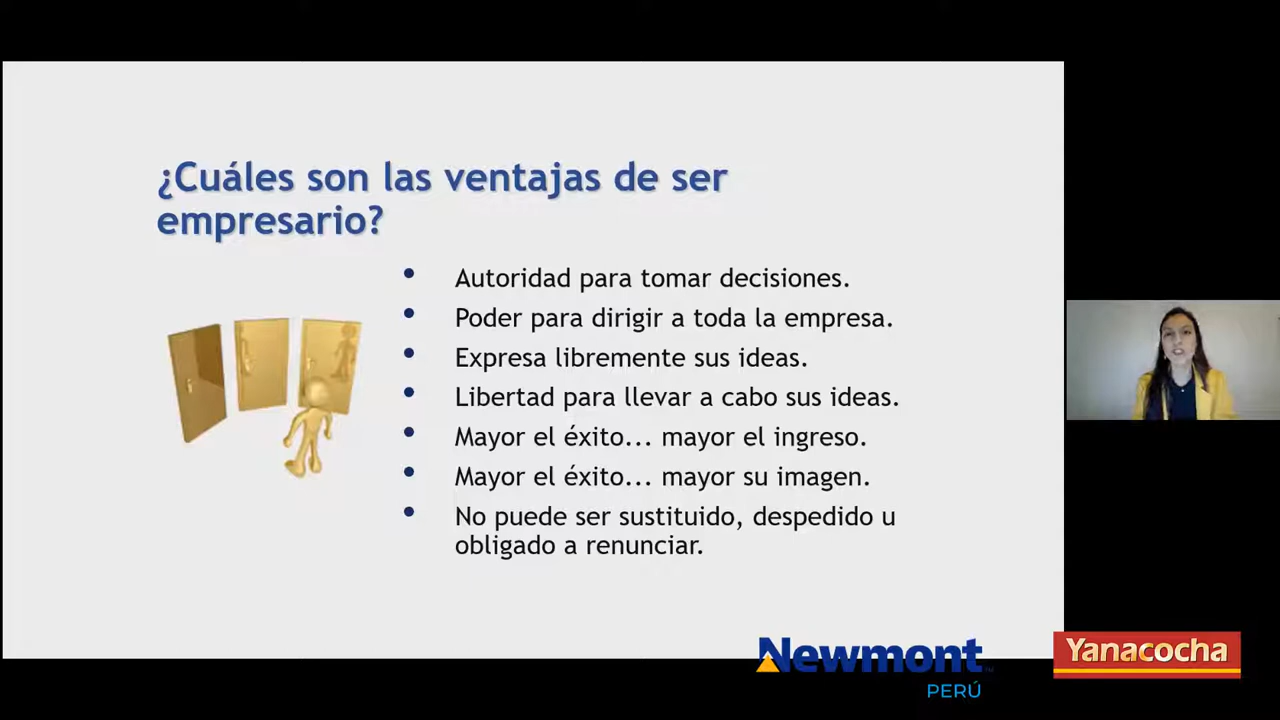 ¿Cuáles son las ventajas de ser
empresario?
• Autoridad para tomar decisiones.
• Poder para dirigir a toda la empresa.
• Expresa libremente sus ideas.
• Libertad para llevar a cabo sus ideas.
• Mayor el éxito... mayor el ingreso.
• Mayor el éxito... mayor su imagen.
• No puede ser sustituido, despedido u
obligado a renunciar.
Newmont
PERÚ
Yanacocha